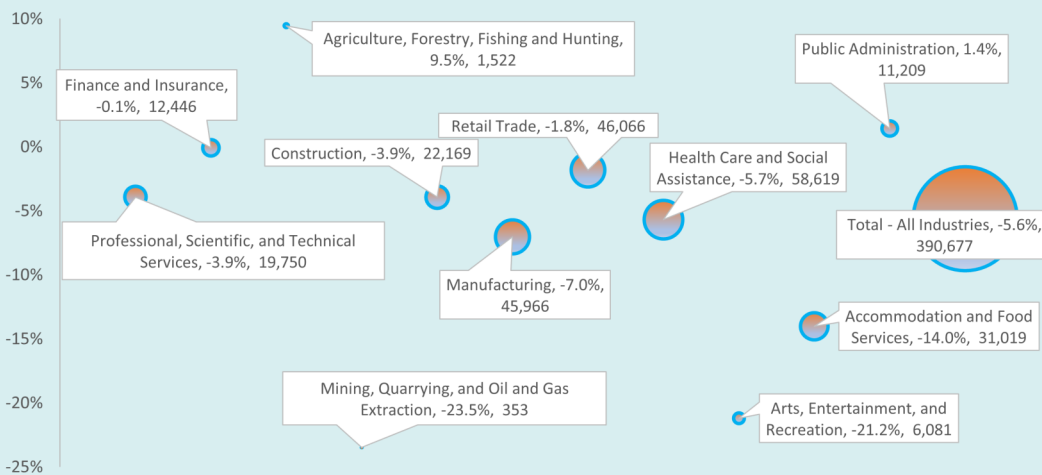 10%
5%
0%
-5%
-10%
-15%
-20%
-25%
Agriculture, Forestry, Fishing and Hunting,
9.5%, 1,522
Public Administration, 1.4%,
11,209
Finance and Insurance,
-0.1%, 12,446
Retail Trade, -1.8%, 46,066
Construction, -3.9%, 22,169
Health Care and Social
Assistance, -5.7%, 58,619
Professional, Scientific, and Technical
Services, -3.9%, 19,750
Total - All Industries, -5.6%,
390,677
Manufacturing, -7.0%,
45,966
Accommodation and Food
Services, -14.0%, 31,019
Mining, Quarrying, and Oil and Gas
Extraction, -23.5%, 353
Arts, Entertainment, and
Recreation, -21.2%, 6,081